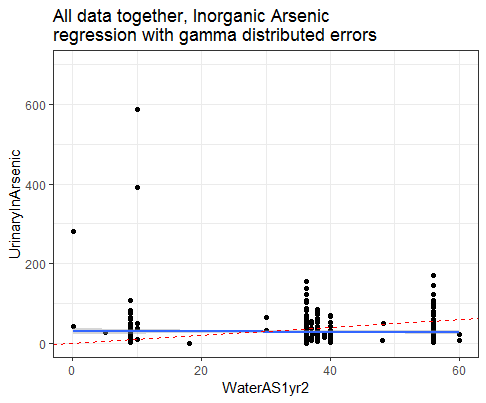 All data together, Inorganic Arsenic
regression with gamma distributed errors
UrinaryInArsenic
600
400
200
0
0 20 40 60
WaterAS1yr2